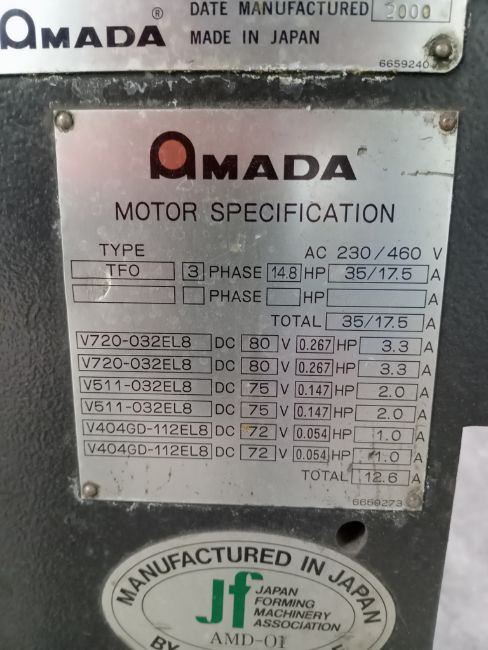 DATE MANUFACTURED 2000
AMADA ® MADE IN JAPAN
6659240
AMADA
MOTOR SPECIFICATION
TYPE AC 230/460 V
TFO 3 PHASE 14.8 HP 35/17.5 A
PHASE HP A
TOTAL 35/17.5 A
V720-032EL8 DC 80 V 0.267 HP 3.3 A
V720-032EL8 DC 80 V 0.267 HP 3.3 A
V511-032EL8 DC 75 V 0.147 HP 2.0 A
V511-032EL8 DC 75 V 0.147 HP 2.0 A
V404GD-112EL8 DC 72 V 0.054 HP 1.0 A
V404GD-112EL8 DC 72 V 0.054 HP 1.0 A
TOTAL 12.6 A
6659273
MANUFACTURED IN JAPAN
Jf JAPAN
FORMING
MACHINERY
ASSOCIATION
AMD-01
BY